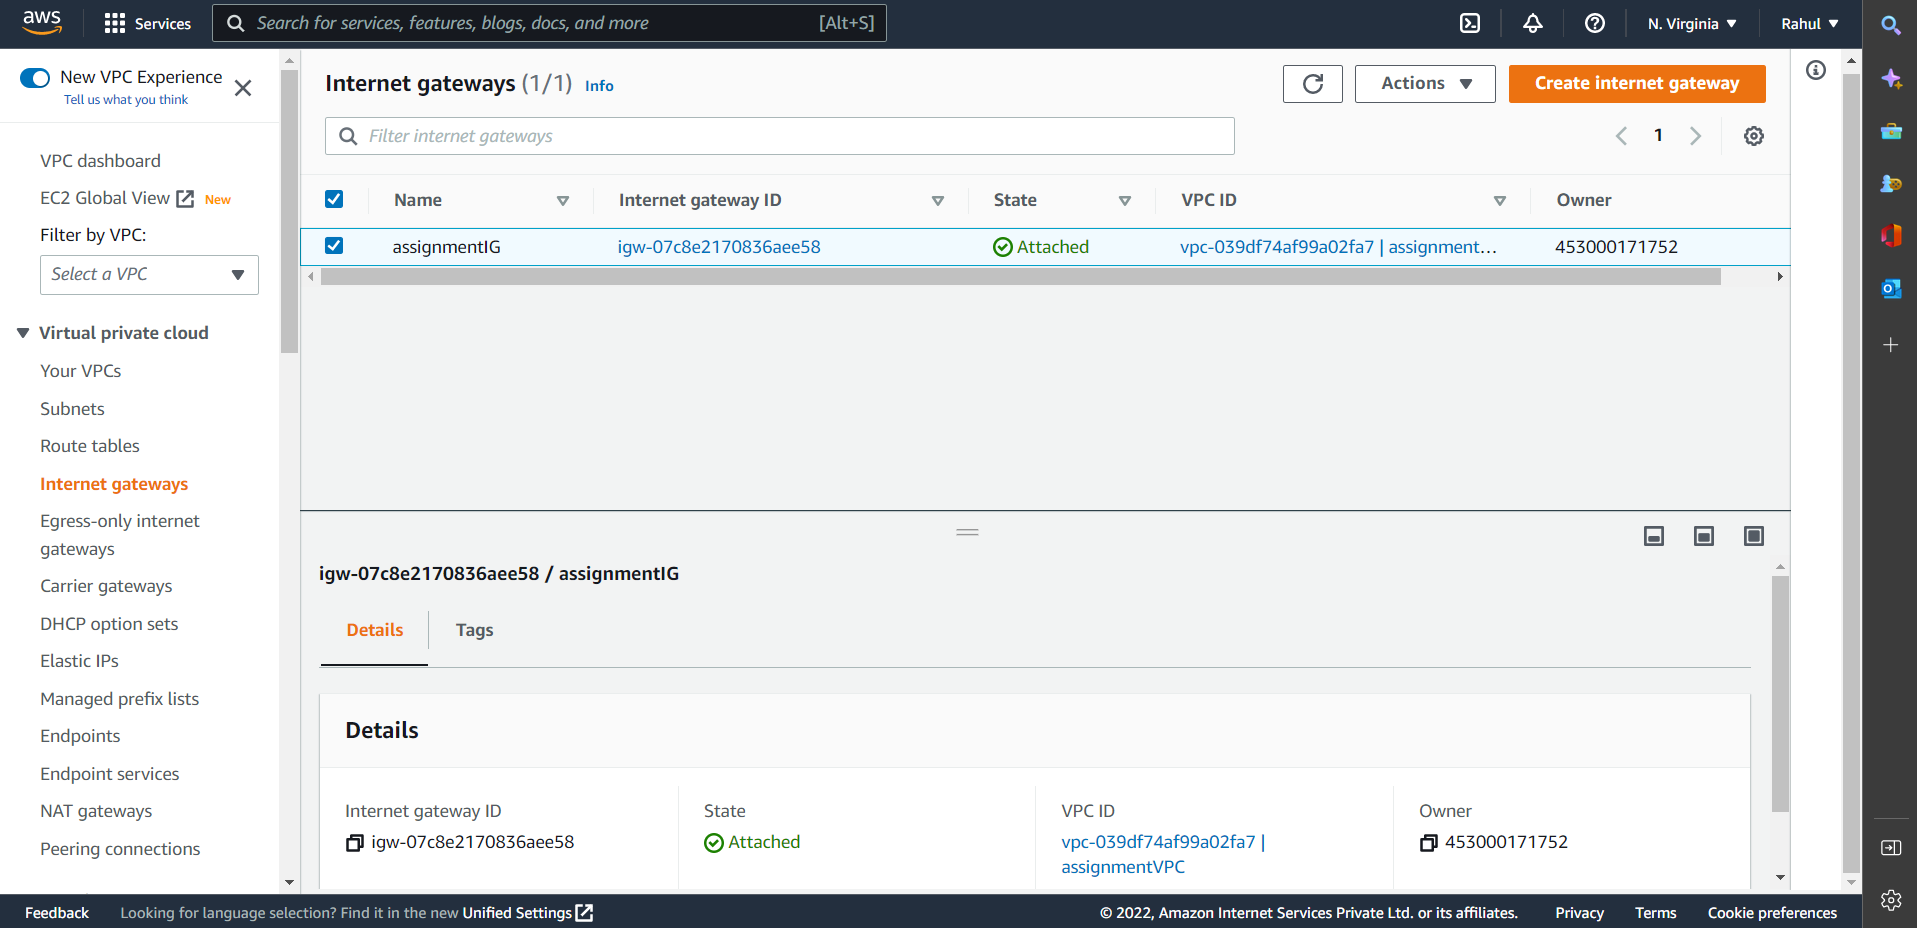 aws
Services
Search for services, features, blogs, docs, and more
[Alt+S]
N. Virginia
Rahul
New VPC Experience
Tell us what you think
VPC dashboard
EC2 Global View New
Filter by VPC:
Select a VPC
Virtual private cloud
Your VPCs
Subnets
Route tables
Internet gateways
Egress-only internet
gateways
Carrier gateways
DHCP option sets
Elastic IPs
Managed prefix lists
Endpoints
Endpoint services
NAT gateways
Peering connections
Internet gateways (1/1) Info
Actions
Create internet gateway
Filter internet gateways
1
Name Internet gateway ID State VPC ID Owner
assignmentIG igw-07c8e2170836aee58 Attached vpc-039df74af99a02fa7 | assignment... 453000171752
igw-07c8e2170836aee58 / assignmentIG
Details Tags
Details
Internet gateway ID
igw-07c8e2170836aee58
State
Attached
VPC ID
vpc-039df74af99a02fa7 |
assignmentVPC
Owner
453000171752
Feedback Looking for language selection? Find it in the new Unified Settings © 2022, Amazon Internet Services Private Ltd. or its affiliates. Privacy Terms Cookie preferences